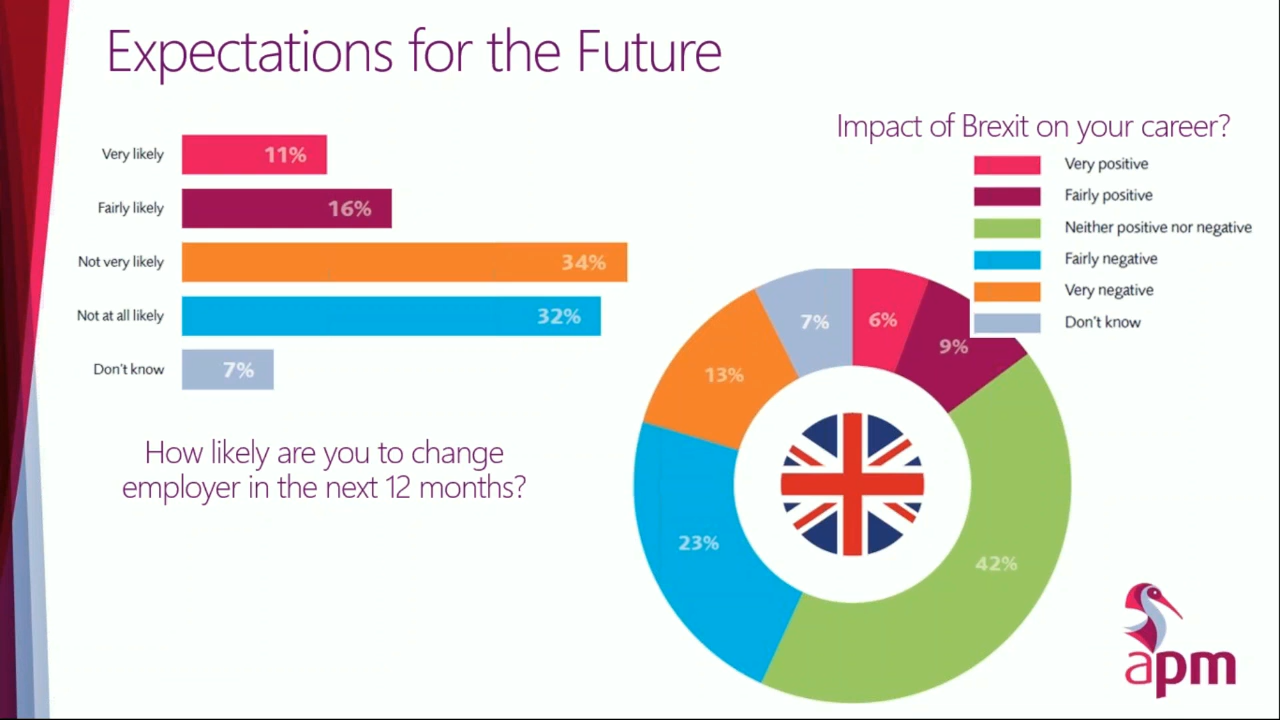 Expectations for the Future
Very likely 11%
Fairly likely 16%
Not very likely 34%
Not at all likely 32%
Don't know 7%
How likely are you to change
employer in the next 12 months?
Impact of Brexit on your career?
Very positive
Fairly positive
Neither positive nor negative
Fairly negative
Very negative
Don't know
7%
6%
9%
13%
23%
42%
apm